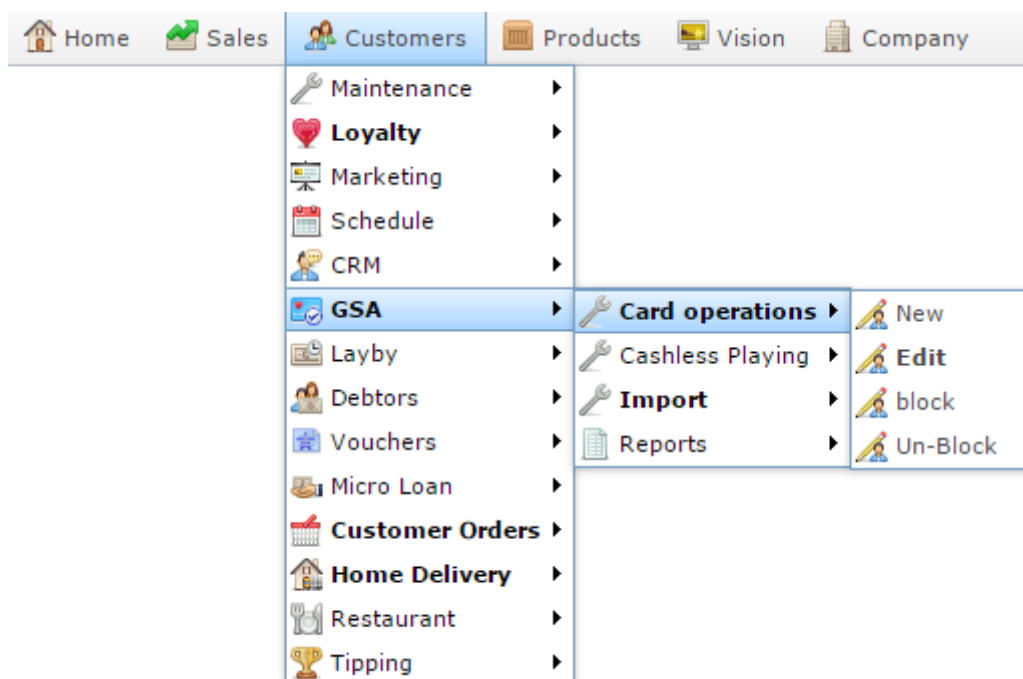 Home Sales Customers Products Vision Company
Maintenance
Loyalty
Marketing
Schedule
CRM
GSA
Layby
Debtors
Vouchers
Micro Loan
Customer Orders
Home Delivery
Restaurant
Tipping
Card operations
Cashless Playing
Import
Reports
New
Edit
block
Un-Block